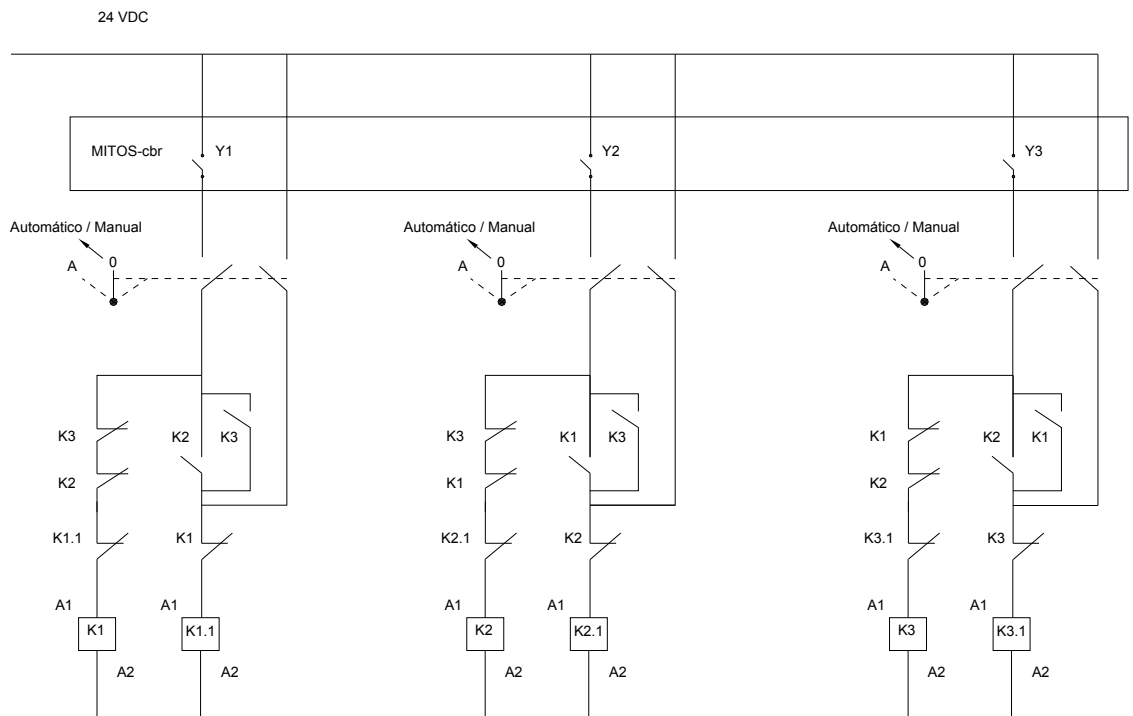 24 VDC
MITOS-cbr Y1 Y2 Y3
Automático / Manual Automático / Manual Automático / Manual
A 0 A 0 A 0
K3 K2 K3 K3 K1 K3 K1 K2 K1
K2 K1 K2
K1.1 K1 K2.1 K2 K3.1 K3
A1 A1 A1 A1 A1 A1
K1 K1.1 K2 K2.1 K3 K3.1
A2 A2 A2 A2 A2 A2